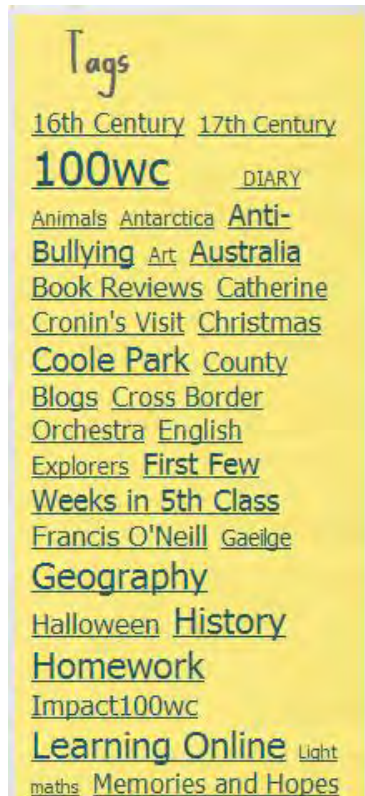 Tags
16th Century 17th Century
100wc DIARY
Animals Antarctica Anti-
Bullying Art Australia
Book Reviews Catherine
Cronin's Visit Christmas
Coole Park County
Blogs Cross Border
Orchestra English
Explorers First Few
Weeks in 5th Class
Francis O'Neill Gaeilge
Geography
Halloween History
Homework
Impact100wc
Learning Online Light
maths Memories and Hopes